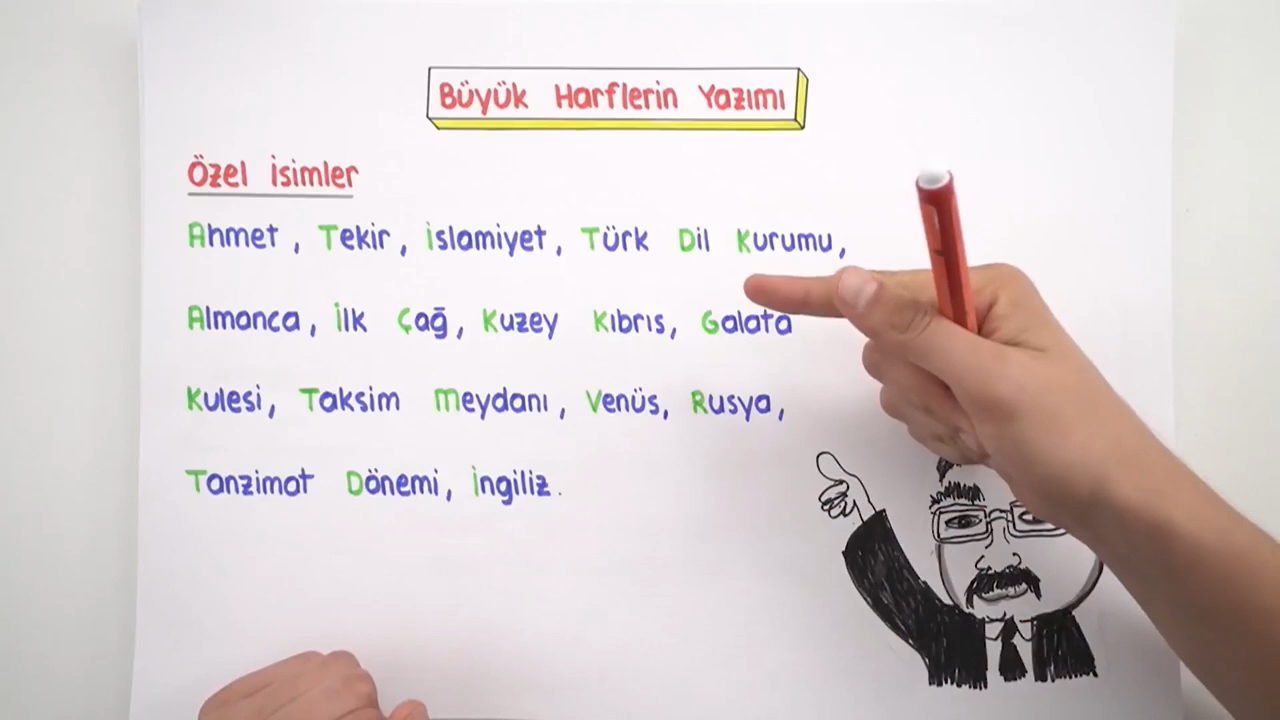 Büyük Harflerin Yazımı
Özel İsimler
Ahmet, Tekir, İslamiyet, Türk Dil Kurumu,
Almanca, İlk Çağ, Kuzey Kıbrıs, Galata
Kulesi, Taksim Meydanı, Venüs, Rusya,
Tanzimat Dönemi, İngiliz.